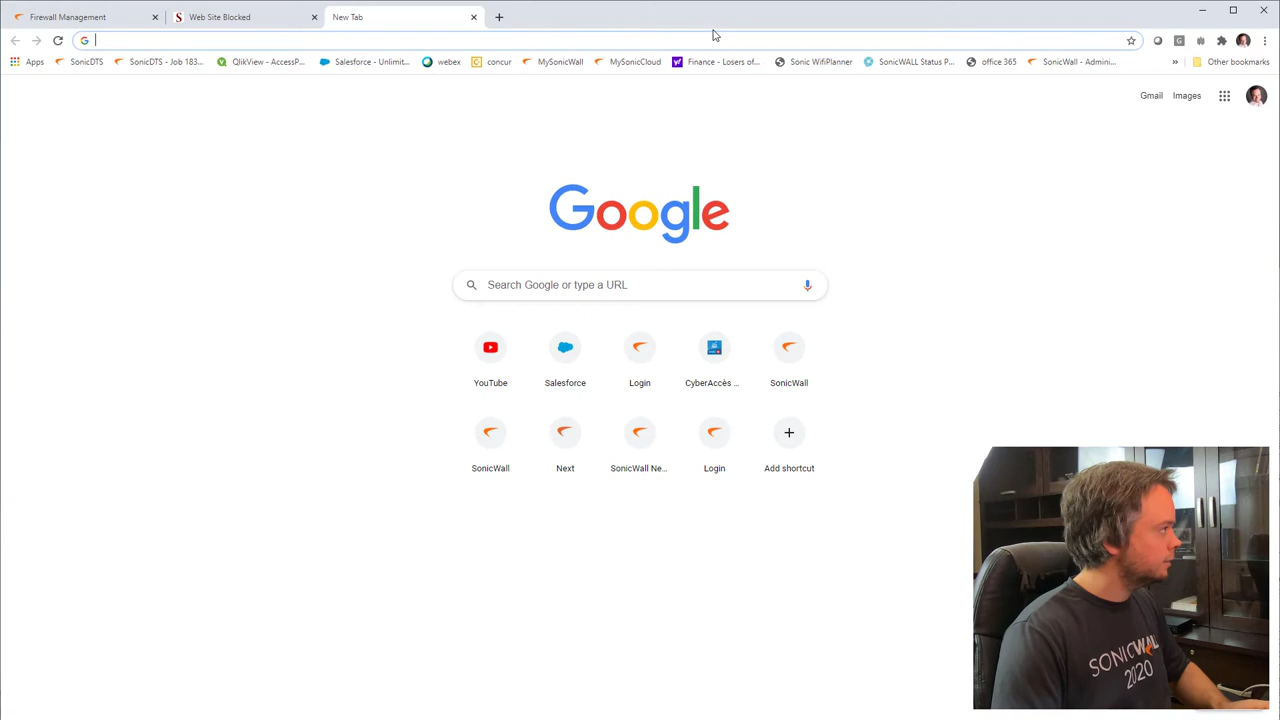 Firewall Management
Web Site Blocked
New Tab
Apps
SonicDTS
SonicDTS - Job 183...
QlikView - AccessP...
Salesforce - Unlimit...
webex
concur
MySonicWall
MySonicCloud
Finance - Losers of...
Sonic WifiPlanner
SonicWALL Status P...
office 365
SonicWall - Admini...
»
Other bookmarks
Gmail
Images
Google
Search Google or type a URL
YouTube
Salesforce
Login
CyberAccès ...
SonicWall
SonicWall
Next
SonicWall Ne...
Login
Add shortcut
SONICWALL
2020